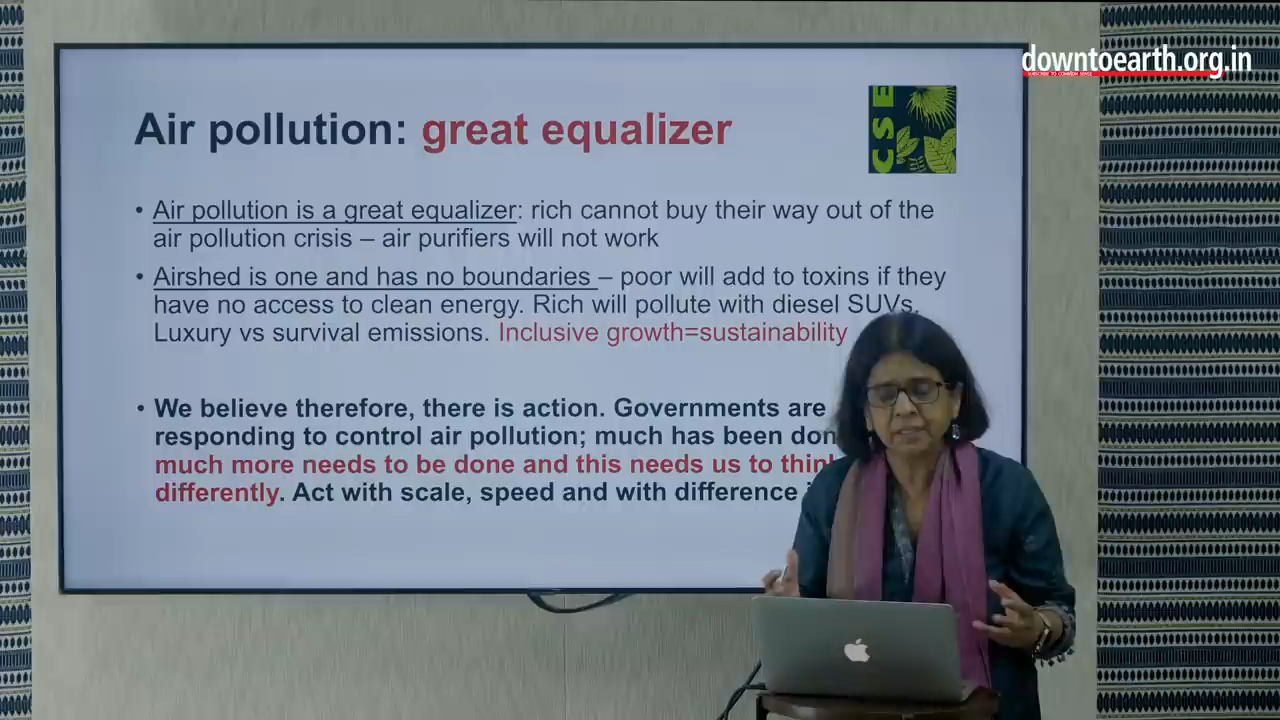 downtoearth.org.in
SUBSCRIBE TO COMMON SENSE
Air pollution: great equalizer
CSE
• Air pollution is a great equalizer: rich cannot buy their way out of the
air pollution crisis – air purifiers will not work
• Airshed is one and has no boundaries – poor will add to toxins if they
have no access to clean energy. Rich will pollute with diesel SUVs.
Luxury vs survival emissions. Inclusive growth=sustainability
• We believe therefore, there is action. Governments are
responding to control air pollution; much has been don
much more needs to be done and this needs us to thin
differently. Act with scale, speed and with difference